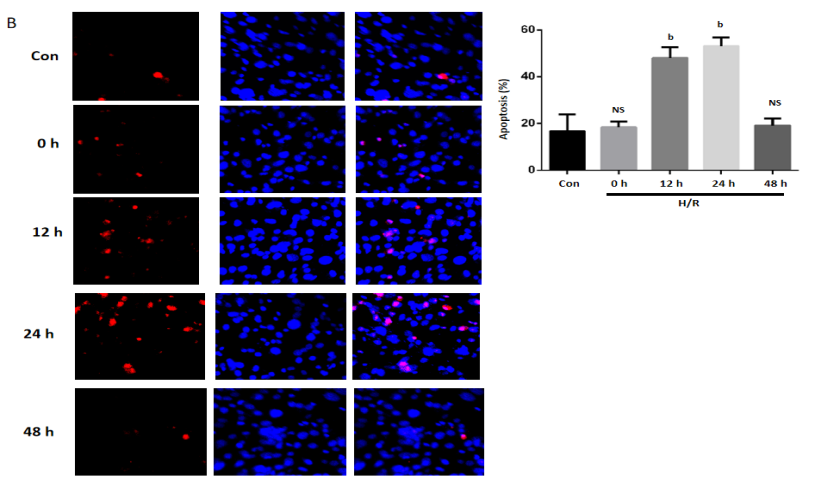 B
Con
0 h
12 h
24 h
48 h
Apoptosis (%)
60
40
20
0
NS
b
b
NS
Con
0 h
12 h
24 h
48 h
H/R